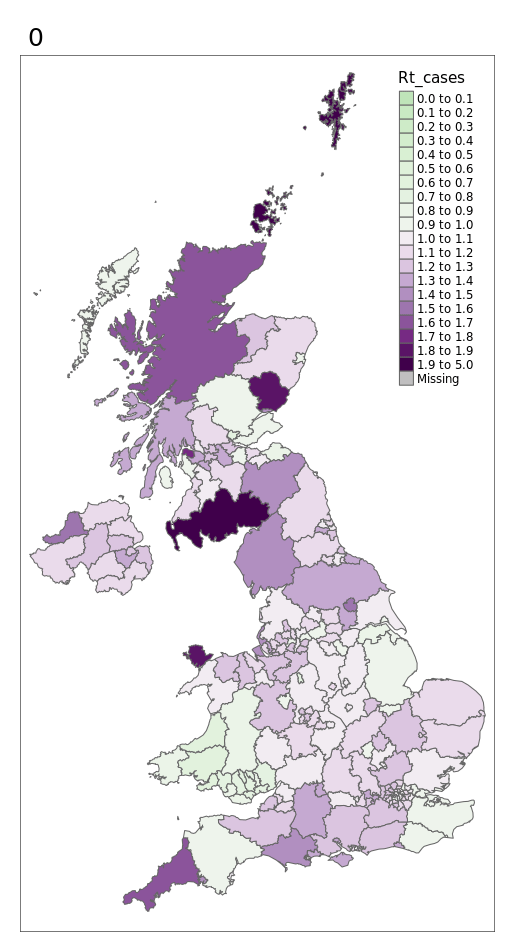 0
Rt_cases
0.0 to 0.1
0.1 to 0.2
0.2 to 0.3
0.3 to 0.4
0.4 to 0.5
0.5 to 0.6
0.6 to 0.7
0.7 to 0.8
0.8 to 0.9
0.9 to 1.0
1.0 to 1.1
1.1 to 1.2
1.2 to 1.3
1.3 to 1.4
1.4 to 1.5
1.5 to 1.6
1.6 to 1.7
1.7 to 1.8
1.8 to 1.9
1.9 to 5.0
Missing